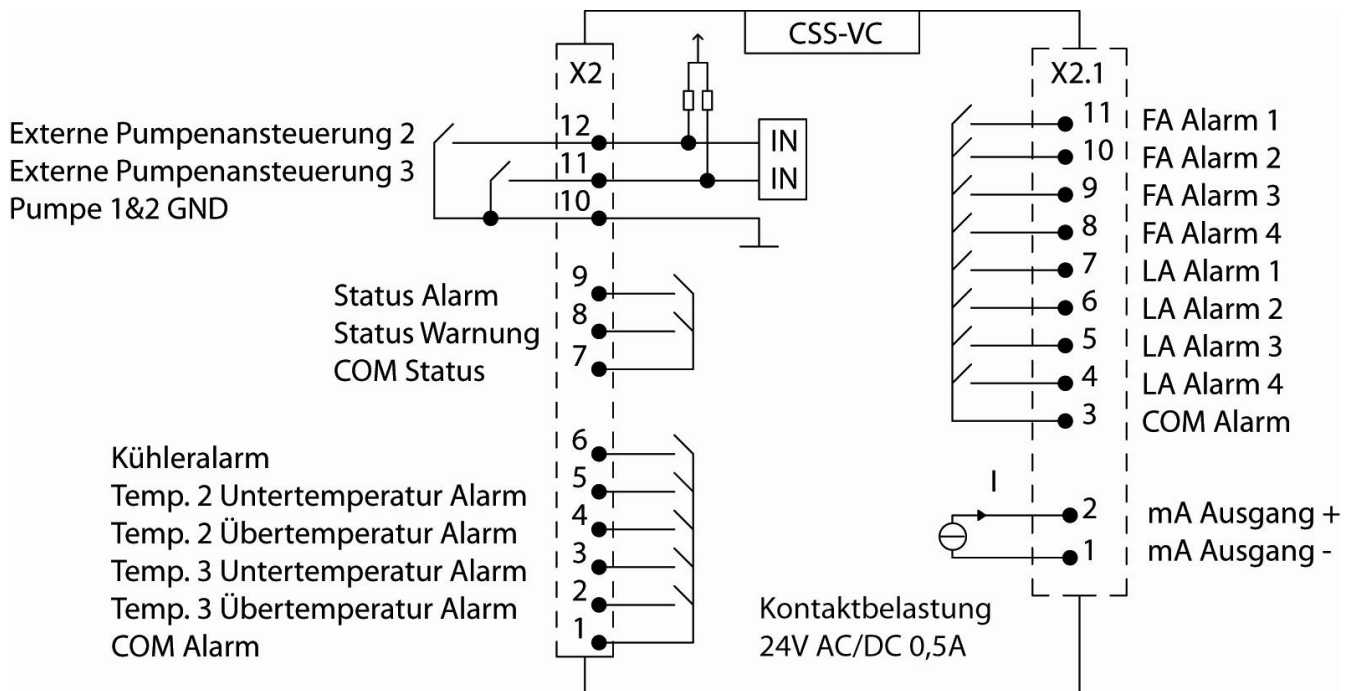 CSS-VC
X2
Externe Pumpenansteuerung 2
12
IN
Externe Pumpenansteuerung 3
11
IN
Pumpe 1&2 GND
10
Status Alarm
9
Status Warnung
8
COM Status
7
Kühleralarm
6
Temp. 2 Untertemperatur Alarm
5
Temp. 2 Übertemperatur Alarm
4
Temp. 3 Untertemperatur Alarm
3
Temp. 3 Übertemperatur Alarm
2
COM Alarm
1
X2.1
11 FA Alarm 1
10 FA Alarm 2
9 FA Alarm 3
8 FA Alarm 4
7 LA Alarm 1
6 LA Alarm 2
5 LA Alarm 3
4 LA Alarm 4
3 COM Alarm
I
2 mA Ausgang +
1 mA Ausgang -
Kontaktbelastung
24V AC/DC 0,5A